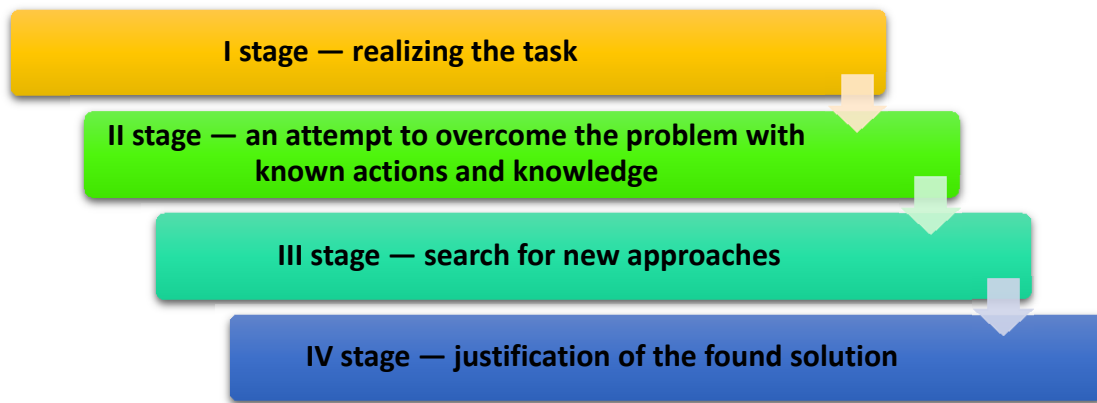 I stage — realizing the task
II stage — an attempt to overcome the problem with
known actions and knowledge
III stage — search for new approaches
IV stage — justification of the found solution